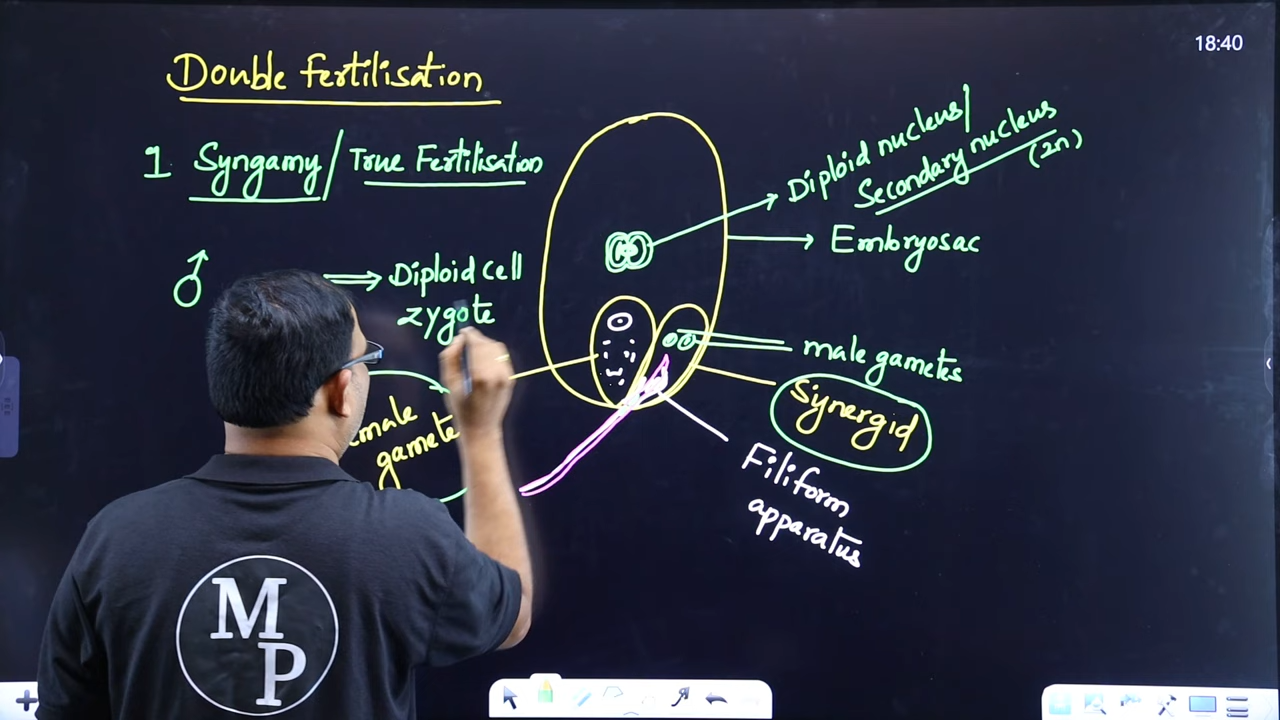 18:40
Double Fertilisation
1. Syngamy / True Fertilisation
Diploid nucleus /
Secondary nucleus
(2n)
Embryosac
♂
Diploid cell
zygote
male gametes
Synergid
gamete
Filiform
apparatus
M
P